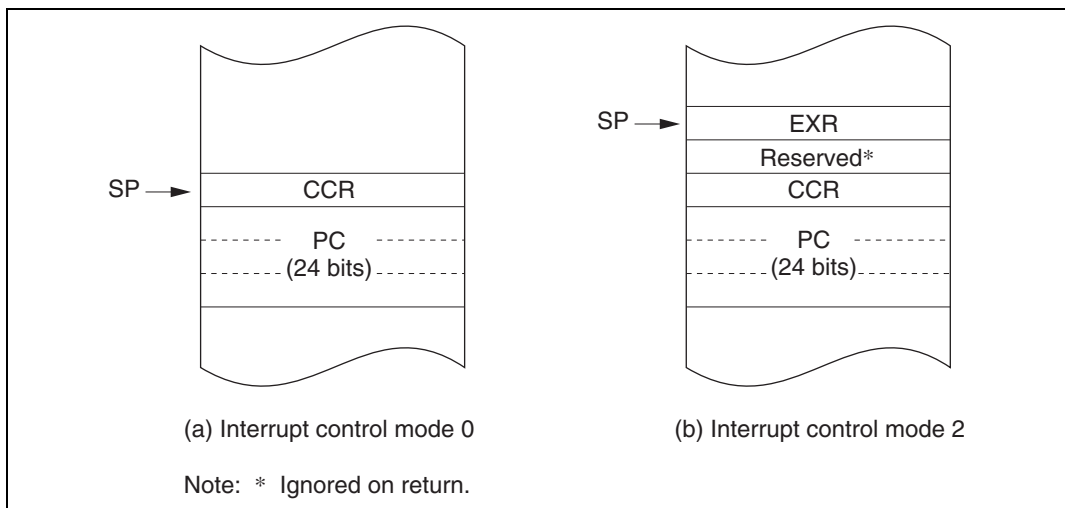 SP
CCR
PC
(24 bits)
(a) Interrupt control mode 0
SP
EXR
Reserved*
CCR
PC
(24 bits)
(b) Interrupt control mode 2
Note: * Ignored on return.